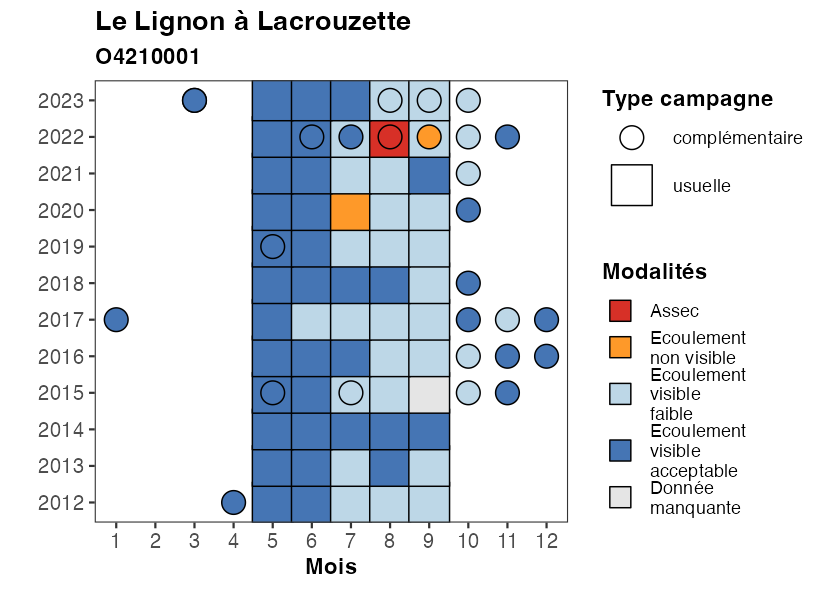 Le Lignon à Lacrouzette
O4210001
2023
2022
2021
2020
2019
2018
2017
2016
2015
2014
2013
2012
1 2 3 4 5 6 7 8 9 10 11 12
Mois
Type campagne
complémentaire
usuelle
Modalités
Assec
Ecoulement
non visible
Ecoulement
visible
faible
Ecoulement
visible
acceptable
Donnée
manquante